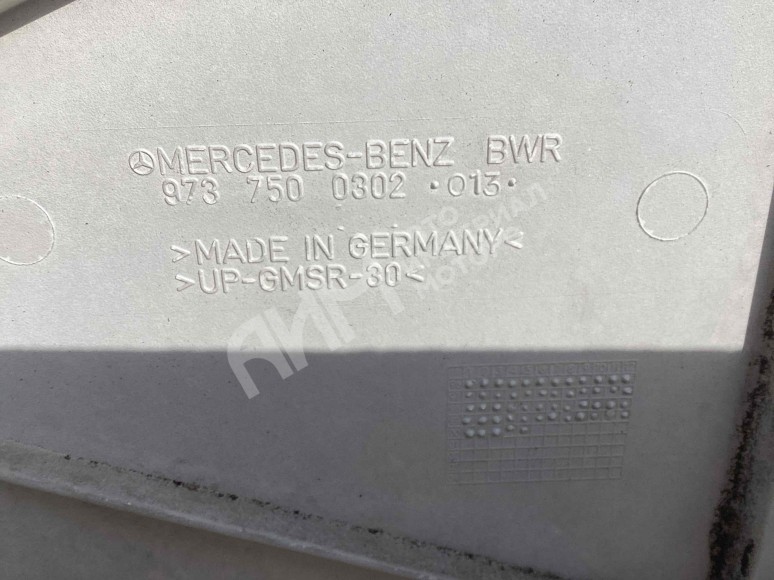 MERCEDES-BENZ BWR
973 750 0302 •013•
>MADE IN GERMANY<
>UP-GMSR-30<